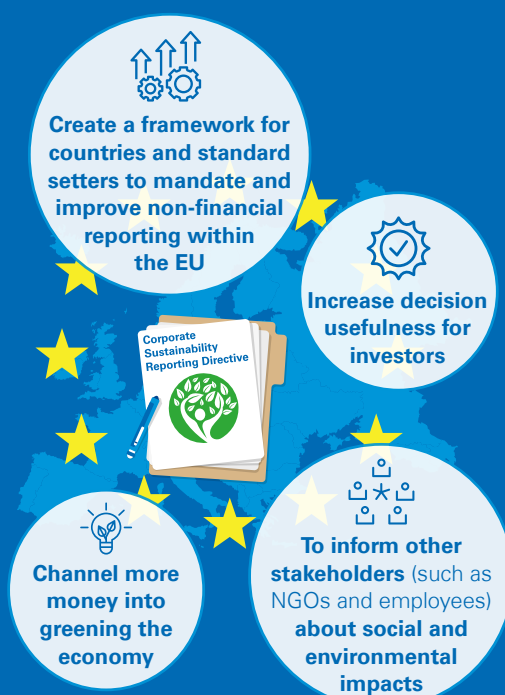 Create a framework for
countries and standard
setters to mandate and
improve non-financial
reporting within
the EU
Increase decision
usefulness for
investors
Corporate
Sustainability
Reporting Directive
Channel more
money into
greening the
economy
To inform other
stakeholders (such as
NGOs and employees)
about social and
environmental
impacts